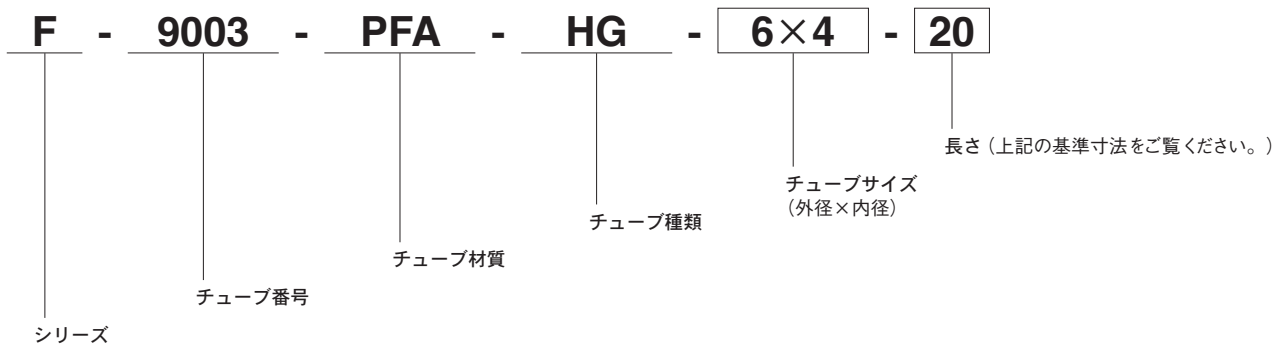 F - 9003 - PFA - HG - 6×4 - 20
長さ（上記の基準寸法をご覧ください。）
チューブサイズ
（外径×内径）
チューブ種類
チューブ材質
チューブ番号
シリーズ